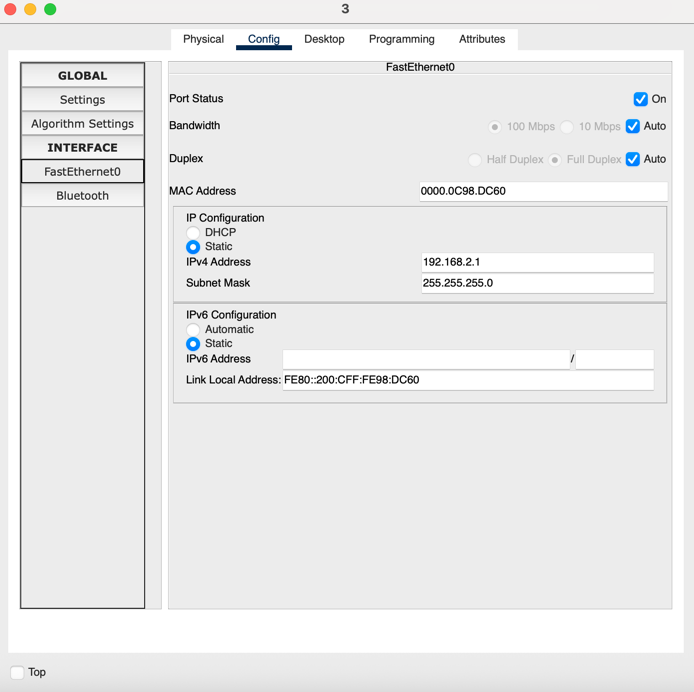 3
Physical Config Desktop Programming Attributes
GLOBAL
Settings
Algorithm Settings
INTERFACE
FastEthernet0
Bluetooth
FastEthernet0
Port Status On
Bandwidth 100 Mbps 10 Mbps Auto
Duplex Half Duplex Full Duplex Auto
MAC Address 0000.0C98.DC60
IP Configuration
DHCP
Static
IPv4 Address 192.168.2.1
Subnet Mask 255.255.255.0
IPv6 Configuration
Automatic
Static
IPv6 Address /
Link Local Address: FE80::200:CFF:FE98:DC60
Top